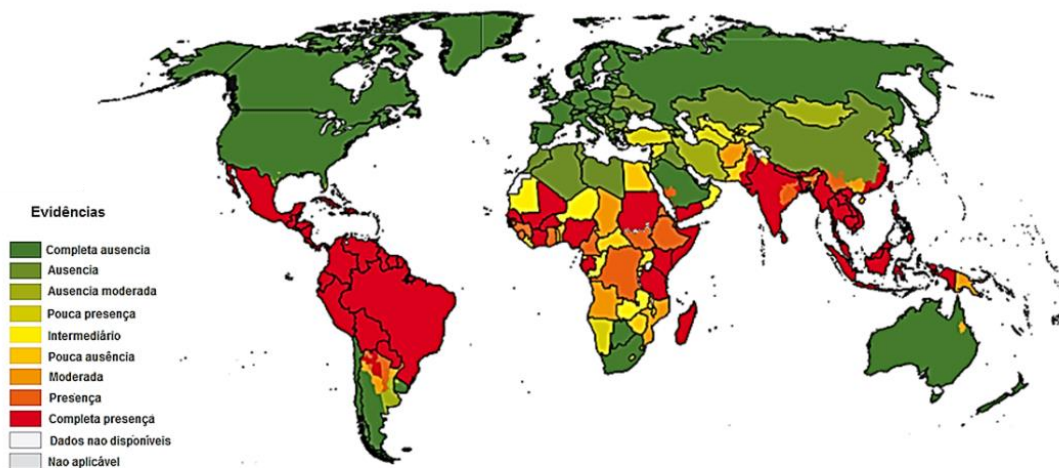 Evidências
Completa ausencia
Ausencia
Ausencia moderada
Pouca presença
Intermediário
Pouca ausência
Moderada
Presença
Completa presença
Dados nao disponíveis
Nao aplicável